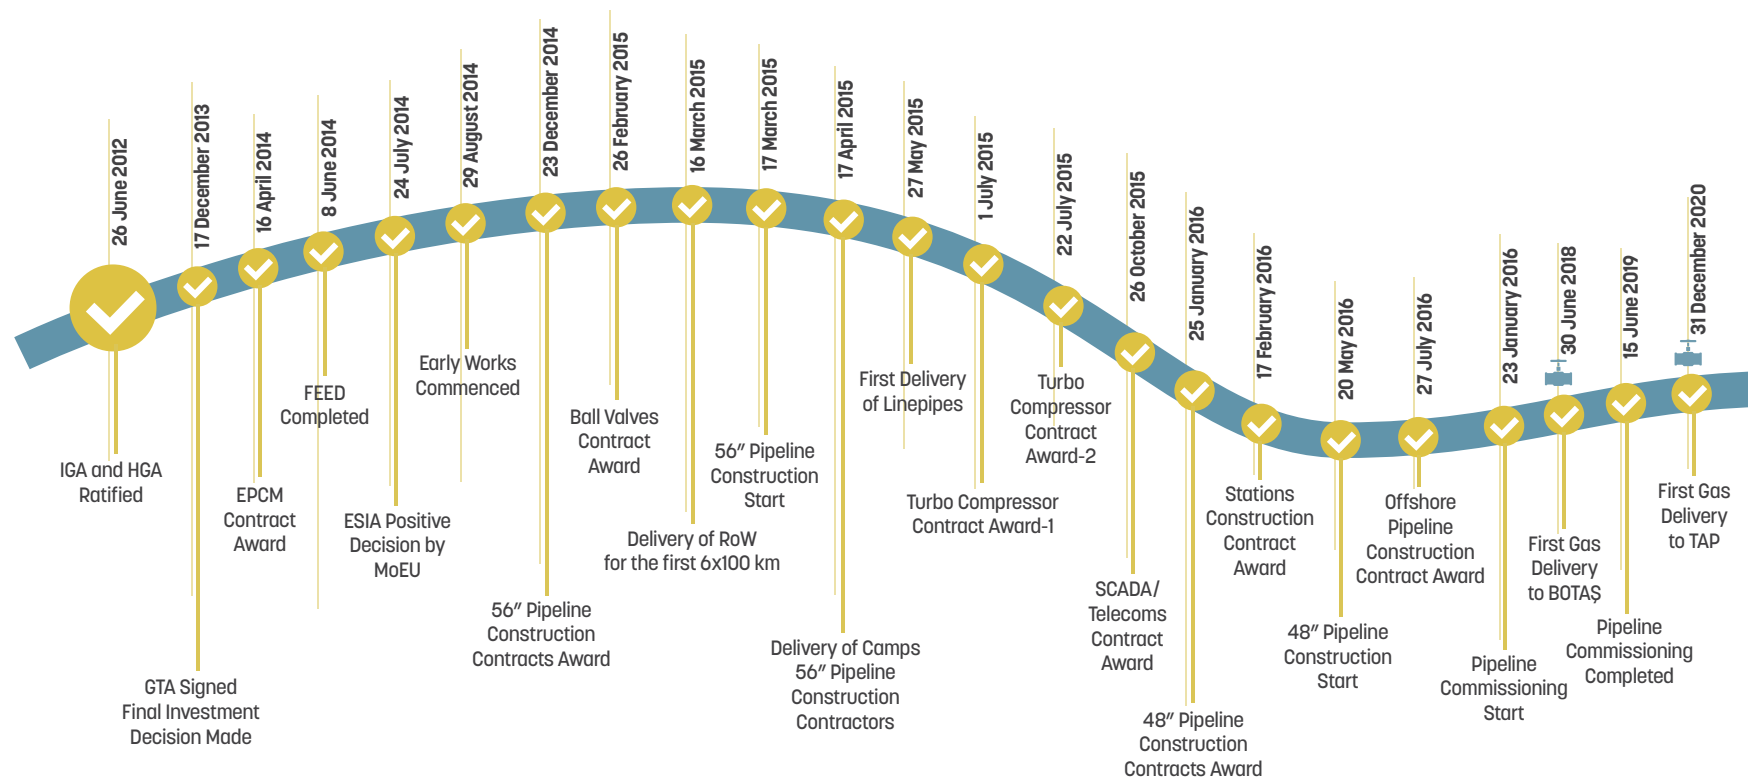 26 June 2012
IGA and HGA
Ratified
17 December 2013
GTA Signed
Final Investment
Decision Made
16 April 2014
EPCM
Contract
Award
8 June 2014
FEED
Completed
24 July 2014
ESIA Positive
Decision by
MoEU
29 August 2014
Early Works
Commenced
23 December 2014
56” Pipeline
Construction
Contracts Award
26 February 2015
Ball Valves
Contract
Award
16 March 2015
Delivery of RoW
for the first 6x100 km
17 March 2015
56” Pipeline
Construction
Start
17 April 2015
Delivery of Camps
56” Pipeline
Construction
Contractors
27 May 2015
First Delivery
of Linepipes
1 July 2015
Turbo Compressor
Contract Award-1
22 July 2015
Turbo
Compressor
Contract
Award-2
26 October 2015
SCADA/
Telecoms
Contract
Award
25 January 2016
48” Pipeline
Construction
Contracts Award
17 February 2016
Stations
Construction
Contract
Award
20 May 2016
48” Pipeline
Construction
Start
27 July 2016
Offshore
Pipeline
Construction
Contract Award
23 January 2016
Pipeline
Commissioning
Start
30 June 2018
First Gas
Delivery
to BOTAŞ
15 June 2019
Pipeline
Commissioning
Completed
31 December 2020
First Gas
Delivery
to TAP